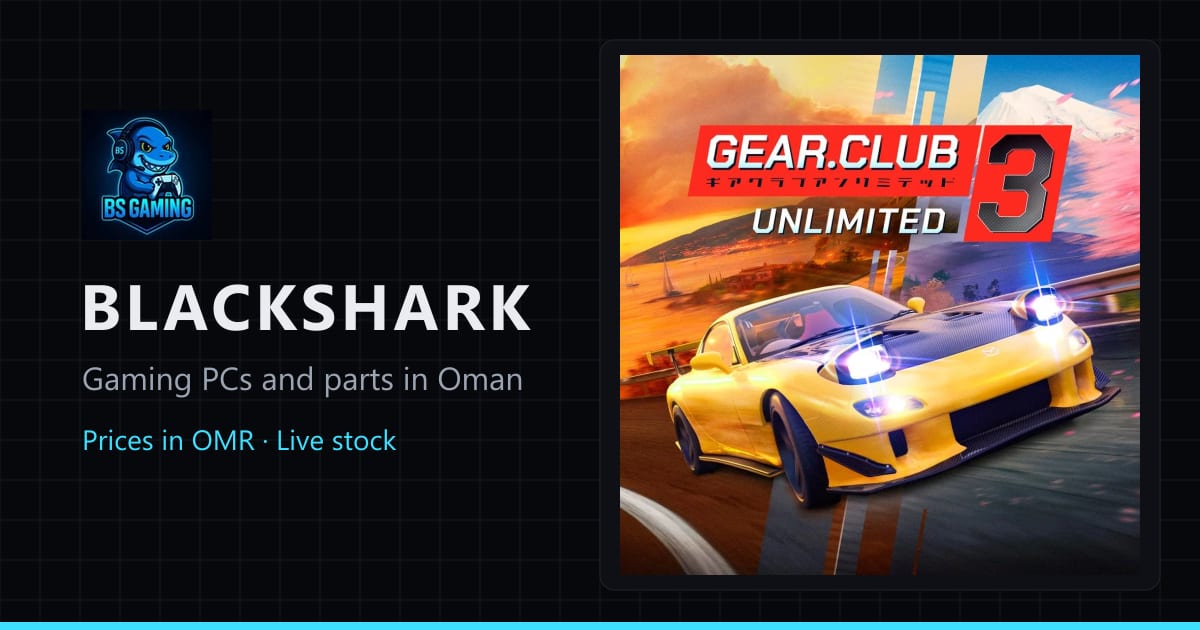 BS
BS GAMING
BLACKSHARK
Gaming PCs and parts in Oman
Prices in OMR · Live stock
GEAR.CLUB 3
ギアクラブアンリミテッド
UNLIMITED